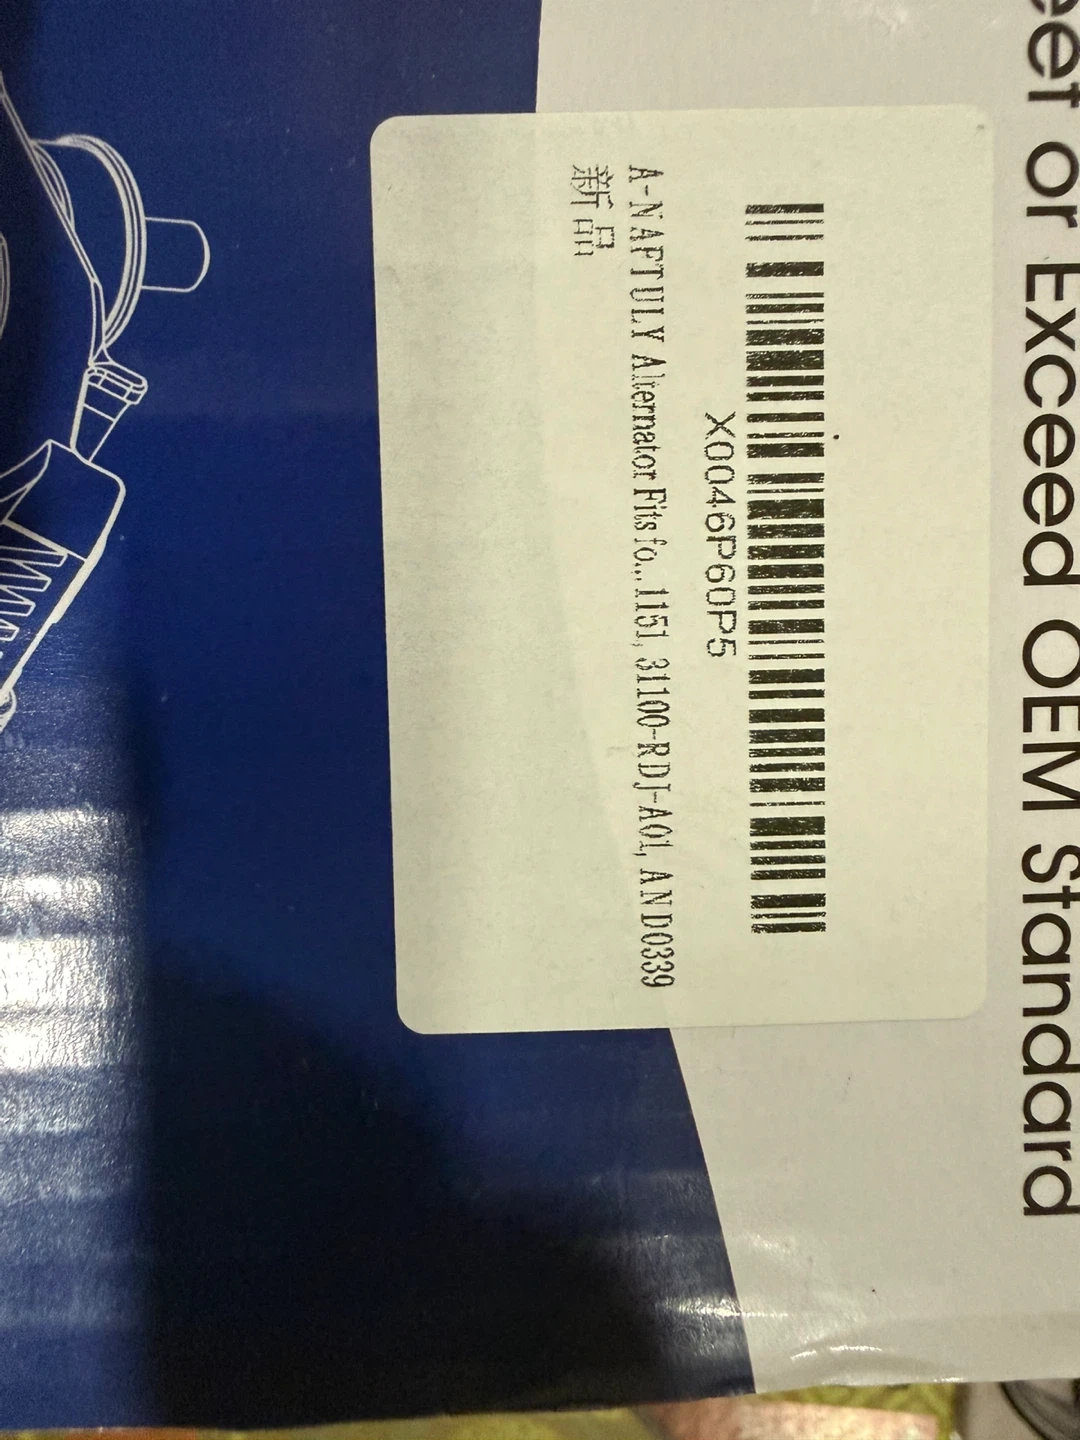 eet or Exceed OEM Standard
X0046P60P5
A-NAFTULY Alternator Fits fo... 1151, 31100-RDJ-A01, AND0339
新品